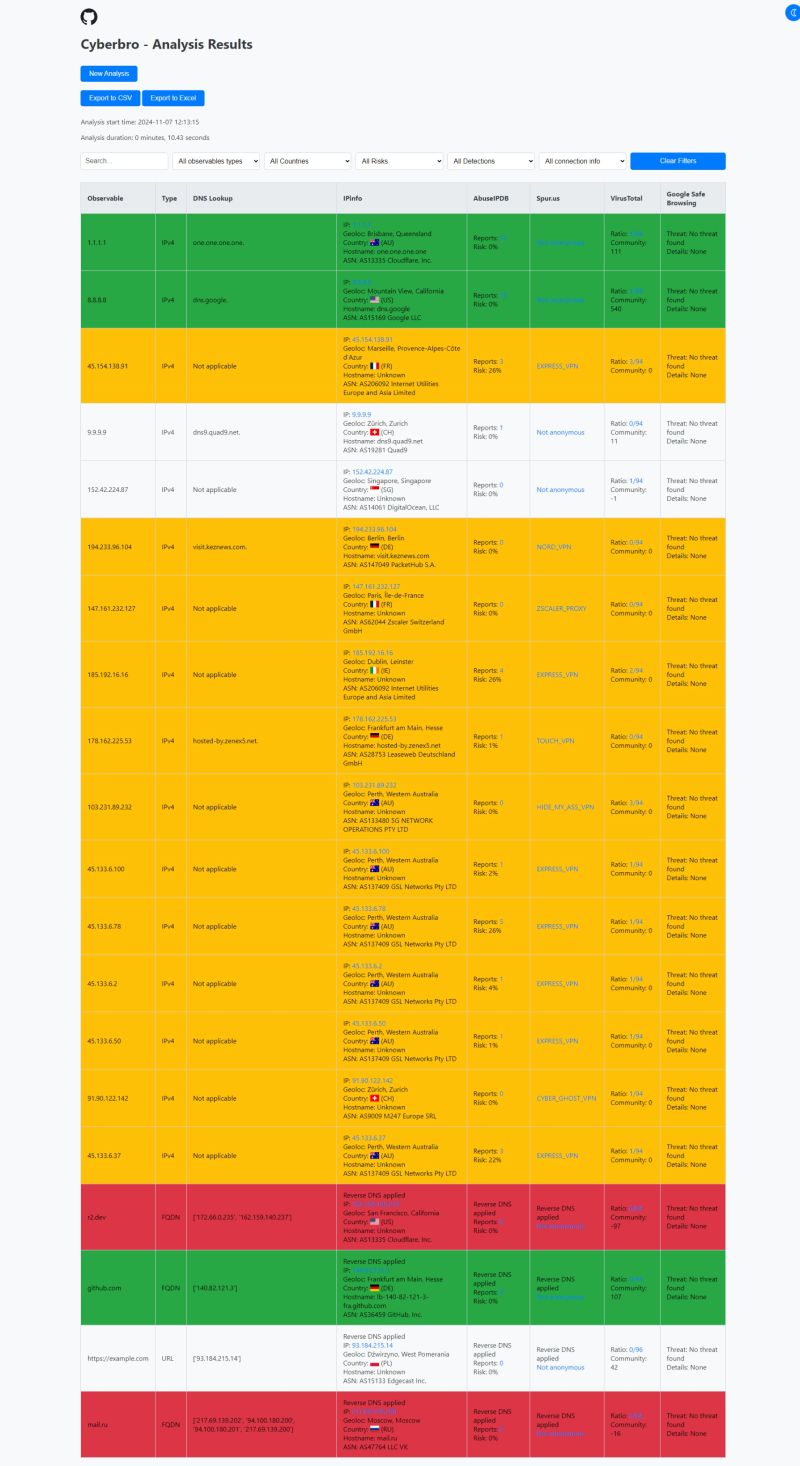 Cyberbro - Analysis Results
New Analysis
Export to CSV Export to Excel
Analysis start time: 2024-11-07 12:13:15
Analysis duration: 0 minutes, 10.43 seconds
Search... All observables types All Countries All Risks All Detections All connection info Clear Filters
Observable Type DNS Lookup IPinfo AbuseIPDB Spur.us VirusTotal Google Safe
Browsing
1.1.1.1 IPv4 one.one.one.one.
IP:
Geoloc: Brisbane, Queensland
Country: (AU)
Hostname: one.one.one.one
ASN: AS13335 Cloudflare, Inc.
Reports:
Risk: 0%
Not anonymous
Ratio:
Community:
111
Threat: No threat
found
Details: None
8.8.8.8 IPv4 dns.google.
IP:
Geoloc: Mountain View, California
Country: (US)
Hostname: dns.google
ASN: AS15169 Google LLC
Reports:
Risk: 0%
Not anonymous
Ratio:
Community:
540
Threat: No threat
found
Details: None
45.154.138.91 IPv4 Not applicable
IP: 45.154.138.91
Geoloc: Marseille, Provence-Alpes-Côte
d'Azur
Country: (FR)
Hostname: Unknown
ASN: AS206092 Internet Utilities
Europe and Asia Limited
Reports: 3
Risk: 26%
EXPRESS_VPN
Ratio: 2/94
Community: 0
Threat: No threat
found
Details: None
9.9.9.9 IPv4 dns9.quad9.net.
IP: 9.9.9.9
Geoloc: Zürich, Zurich
Country: (CH)
Hostname: dns9.quad9.net
ASN: AS19281 Quad9
Reports: 1
Risk: 0%
Not anonymous
Ratio: 0/94
Community:
11
Threat: No threat
found
Details: None
152.42.224.87 IPv4 Not applicable
IP: 152.42.224.87
Geoloc: Singapore, Singapore
Country: (SG)
Hostname: Unknown
ASN: AS14061 DigitalOcean, LLC
Reports: 0
Risk: 0%
Not anonymous
Ratio: 1/94
Community:
-1
Threat: No threat
found
Details: None
194.233.96.104 IPv4 visit.keznews.com.
IP: 194.233.96.104
Geoloc: Berlin, Berlin
Country: (DE)
Hostname: visit.keznews.com
ASN: AS147049 PacketHub S.A.
Reports: 0
Risk: 0%
NORD_VPN
Ratio: 0/94
Community: 0
Threat: No threat
found
Details: None
147.161.232.127 IPv4 Not applicable
IP: 147.161.232.127
Geoloc: Paris, Île-de-France
Country: (FR)
Hostname: Unknown
ASN: AS62044 Zscaler Switzerland
GmbH
Reports: 0
Risk: 0%
ZSCALER_PROXY
Ratio: 0/94
Community: 0
Threat: No threat
found
Details: None
185.192.16.16 IPv4 Not applicable
IP: 185.192.16.16
Geoloc: Dublin, Leinster
Country: (IE)
Hostname: Unknown
ASN: AS206092 Internet Utilities
Europe and Asia Limited
Reports: 4
Risk: 26%
EXPRESS_VPN
Ratio: 2/94
Community: 0
Threat: No threat
found
Details: None
178.162.225.53 IPv4 hosted-by.zenex5.net.
IP: 178.162.225.53
Geoloc: Frankfurt am Main, Hesse
Country: (DE)
Hostname: hosted-by.zenex5.net
ASN: AS28753 Leaseweb Deutschland
GmbH
Reports: 1
Risk: 1%
TOUCH_VPN
Ratio: 0/94
Community: 0
Threat: No threat
found
Details: None
103.231.89.232 IPv4 Not applicable
IP: 103.231.89.232
Geoloc: Perth, Western Australia
Country: (AU)
Hostname: Unknown
ASN: AS133480 5G NETWORK
OPERATIONS PTY LTD
Reports: 0
Risk: 0%
HIDE_MY_ASS_VPN
Ratio: 3/94
Community: 0
Threat: No threat
found
Details: None
45.133.6.100 IPv4 Not applicable
IP: 45.133.6.100
Geoloc: Perth, Western Australia
Country: (AU)
Hostname: Unknown
ASN: AS137409 GSL Networks Pty LTD
Reports: 1
Risk: 2%
EXPRESS_VPN
Ratio: 1/94
Community: 0
Threat: No threat
found
Details: None
45.133.6.78 IPv4 Not applicable
IP: 45.133.6.78
Geoloc: Perth, Western Australia
Country: (AU)
Hostname: Unknown
ASN: AS137409 GSL Networks Pty LTD
Reports: 5
Risk: 26%
EXPRESS_VPN
Ratio: 1/94
Community: 0
Threat: No threat
found
Details: None
45.133.6.2 IPv4 Not applicable
IP: 45.133.6.2
Geoloc: Perth, Western Australia
Country: (AU)
Hostname: Unknown
ASN: AS137409 GSL Networks Pty LTD
Reports: 1
Risk: 4%
EXPRESS_VPN
Ratio: 1/94
Community: 0
Threat: No threat
found
Details: None
45.133.6.50 IPv4 Not applicable
IP: 45.133.6.50
Geoloc: Perth, Western Australia
Country: (AU)
Hostname: Unknown
ASN: AS137409 GSL Networks Pty LTD
Reports: 1
Risk: 1%
EXPRESS_VPN
Ratio: 1/94
Community: 0
Threat: No threat
found
Details: None
91.90.122.142 IPv4 Not applicable
IP: 91.90.122.142
Geoloc: Zürich, Zurich
Country: (CH)
Hostname: Unknown
ASN: AS9009 M247 Europe SRL
Reports: 0
Risk: 0%
CYBER_GHOST_VPN
Ratio: 1/94
Community: 0
Threat: No threat
found
Details: None
45.133.6.37 IPv4 Not applicable
IP: 45.133.6.37
Geoloc: Perth, Western Australia
Country: (AU)
Hostname: Unknown
ASN: AS137409 GSL Networks Pty LTD
Reports: 3
Risk: 22%
EXPRESS_VPN
Ratio: 1/94
Community: 0
Threat: No threat
found
Details: None
r2.dev FQDN ['172.66.0.235', '162.159.140.237']
Reverse DNS applied
IP:
Geoloc: San Francisco, California
Country: (US)
Hostname: Unknown
ASN: AS13335 Cloudflare, Inc.
Reverse DNS
applied
Reports:
Risk: 0%
Reverse DNS
applied
Not anonymous
Ratio:
Community:
-97
Threat: No threat
found
Details: None
github.com FQDN ['140.82.121.3']
Reverse DNS applied
IP:
Geoloc: Frankfurt am Main, Hesse
Country: (DE)
Hostname: lb-140-82-121-3-
fra.github.com
ASN: AS36459 GitHub, Inc.
Reverse DNS
applied
Reports:
Risk: 0%
Reverse DNS
applied
Not anonymous
Ratio:
Community:
107
Threat: No threat
found
Details: None
https://example.com URL ['93.184.215.14']
Reverse DNS applied
IP: 93.184.215.14
Geoloc: Dźwirzyno, West Pomerania
Country: (PL)
Hostname: Unknown
ASN: AS15133 Edgecast Inc.
Reverse DNS
applied
Reports: 0
Risk: 0%
Reverse DNS
applied
Not anonymous
Ratio: 0/96
Community:
42
Threat: No threat
found
Details: None
mail.ru FQDN ['217.69.139.202', '94.100.180.200',
'94.100.180.201', '217.69.139.200']
Reverse DNS applied
IP:
Geoloc: Moscow, Moscow
Country: (RU)
Hostname: mail.ru
ASN: AS47764 LLC VK
Reverse DNS
applied
Reports:
Risk: 0%
Reverse DNS
applied
Not anonymous
Ratio:
Community:
-16
Threat: No threat
found
Details: None